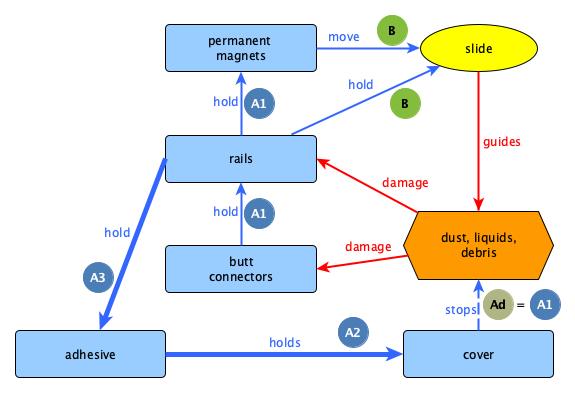 permanent
magnets
move
B
slide
hold
A1
hold
B
rails
guides
damage
hold
A1
hold
damage
butt
connectors
dust, liquids,
debris
A3
stops
Ad = A1
adhesive
holds
A2
cover